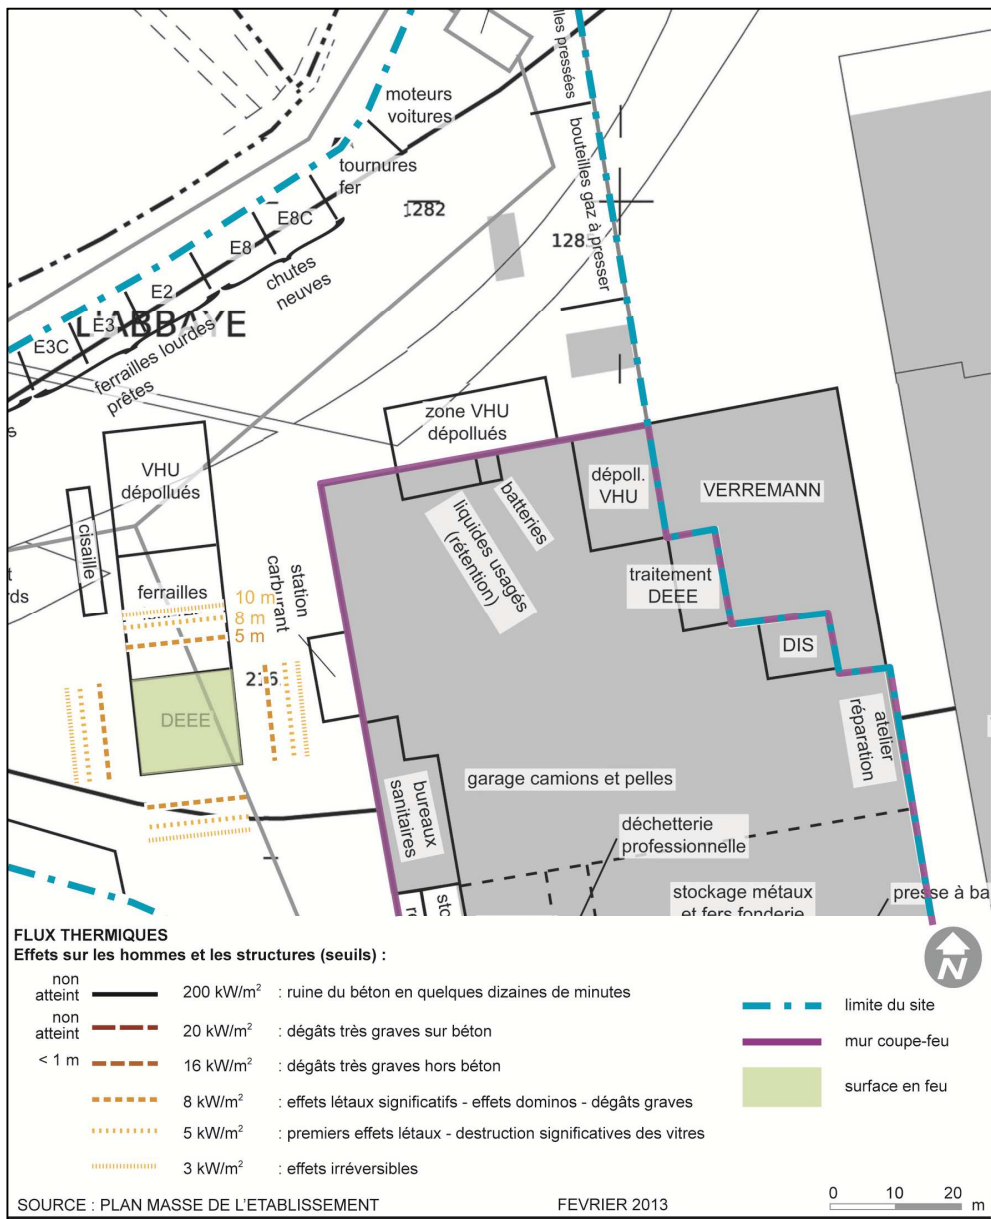 moteurs
voitures
tournures
fer
E8C
E8
E2
E3
E3C
chutes
neuves
L'ABBAYE
ferrailles lourdes
prêtes
1282
bouteilles gaz à presser
zone VHU
dépollués
VHU
dépollués
cisaille
ferrailles
10 m
8 m
5 m
DEEE
station
carburant
liquides usagés
(rétention)
batteries
dépoll.
VHU
VERREMANN
traitement
DEEE
DIS
atelier
réparation
garage camions et pelles
bureaux
sanitaires
déchetterie
professionnelle
stockage métaux
et fers fonderie
presse à ba
FLUX THERMIQUES
Effets sur les hommes et les structures (seuils) :
non
atteint
200 kW/m² : ruine du béton en quelques dizaines de minutes
non
atteint
20 kW/m² : dégâts très graves sur béton
< 1 m
16 kW/m² : dégâts très graves hors béton
8 kW/m² : effets létaux significatifs - effets dominos - dégâts graves
5 kW/m² : premiers effets létaux - destruction significatives des vitres
3 kW/m² : effets irréversibles
N
limite du site
mur coupe-feu
surface en feu
SOURCE : PLAN MASSE DE L'ETABLISSEMENT
FEVRIER 2013
0 10 20 m